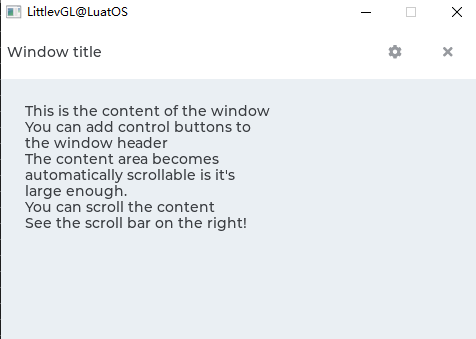 LittlevGL@LuatOS
Window title
This is the content of the window
You can add control buttons to
the window header
The content area becomes
automatically scrollable is it's
large enough.
You can scroll the content
See the scroll bar on the right!